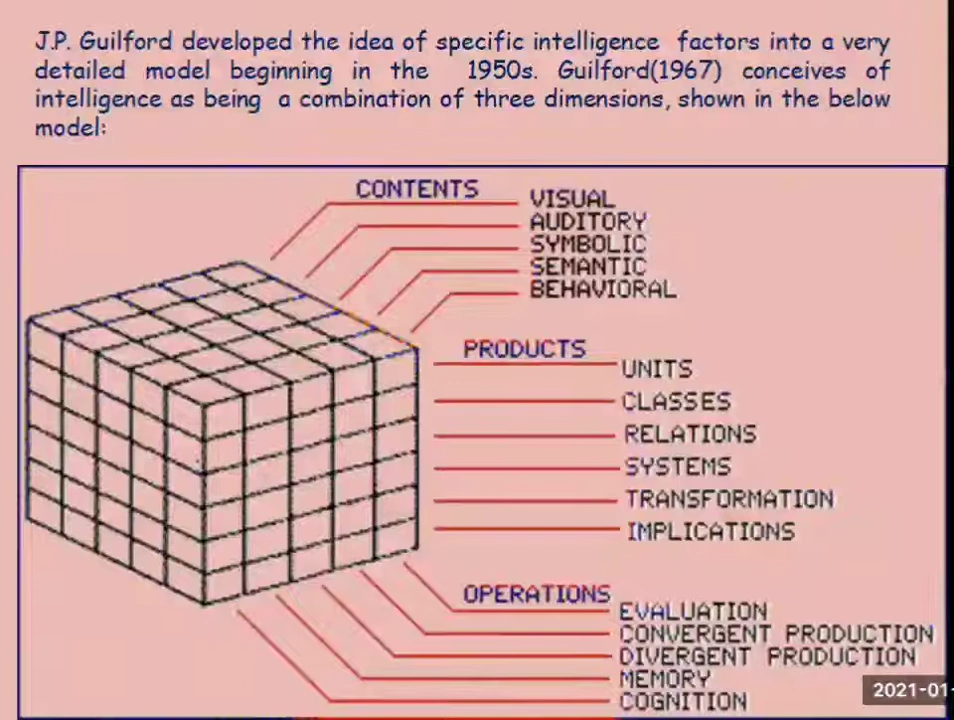 J.P. Guilford developed the idea of specific intelligence factors into a very
detailed model beginning in the 1950s. Guilford(1967) conceives of
intelligence as being a combination of three dimensions, shown in the below
model:
CONTENTS
VISUAL
AUDITORY
SYMBOLIC
SEMANTIC
BEHAVIORAL
PRODUCTS
UNITS
CLASSES
RELATIONS
SYSTEMS
TRANSFORMATION
IMPLICATIONS
OPERATIONS
EVALUATION
CONVERGENT PRODUCTION
DIVERGENT PRODUCTION
MEMORY
COGNITION
2021-01-